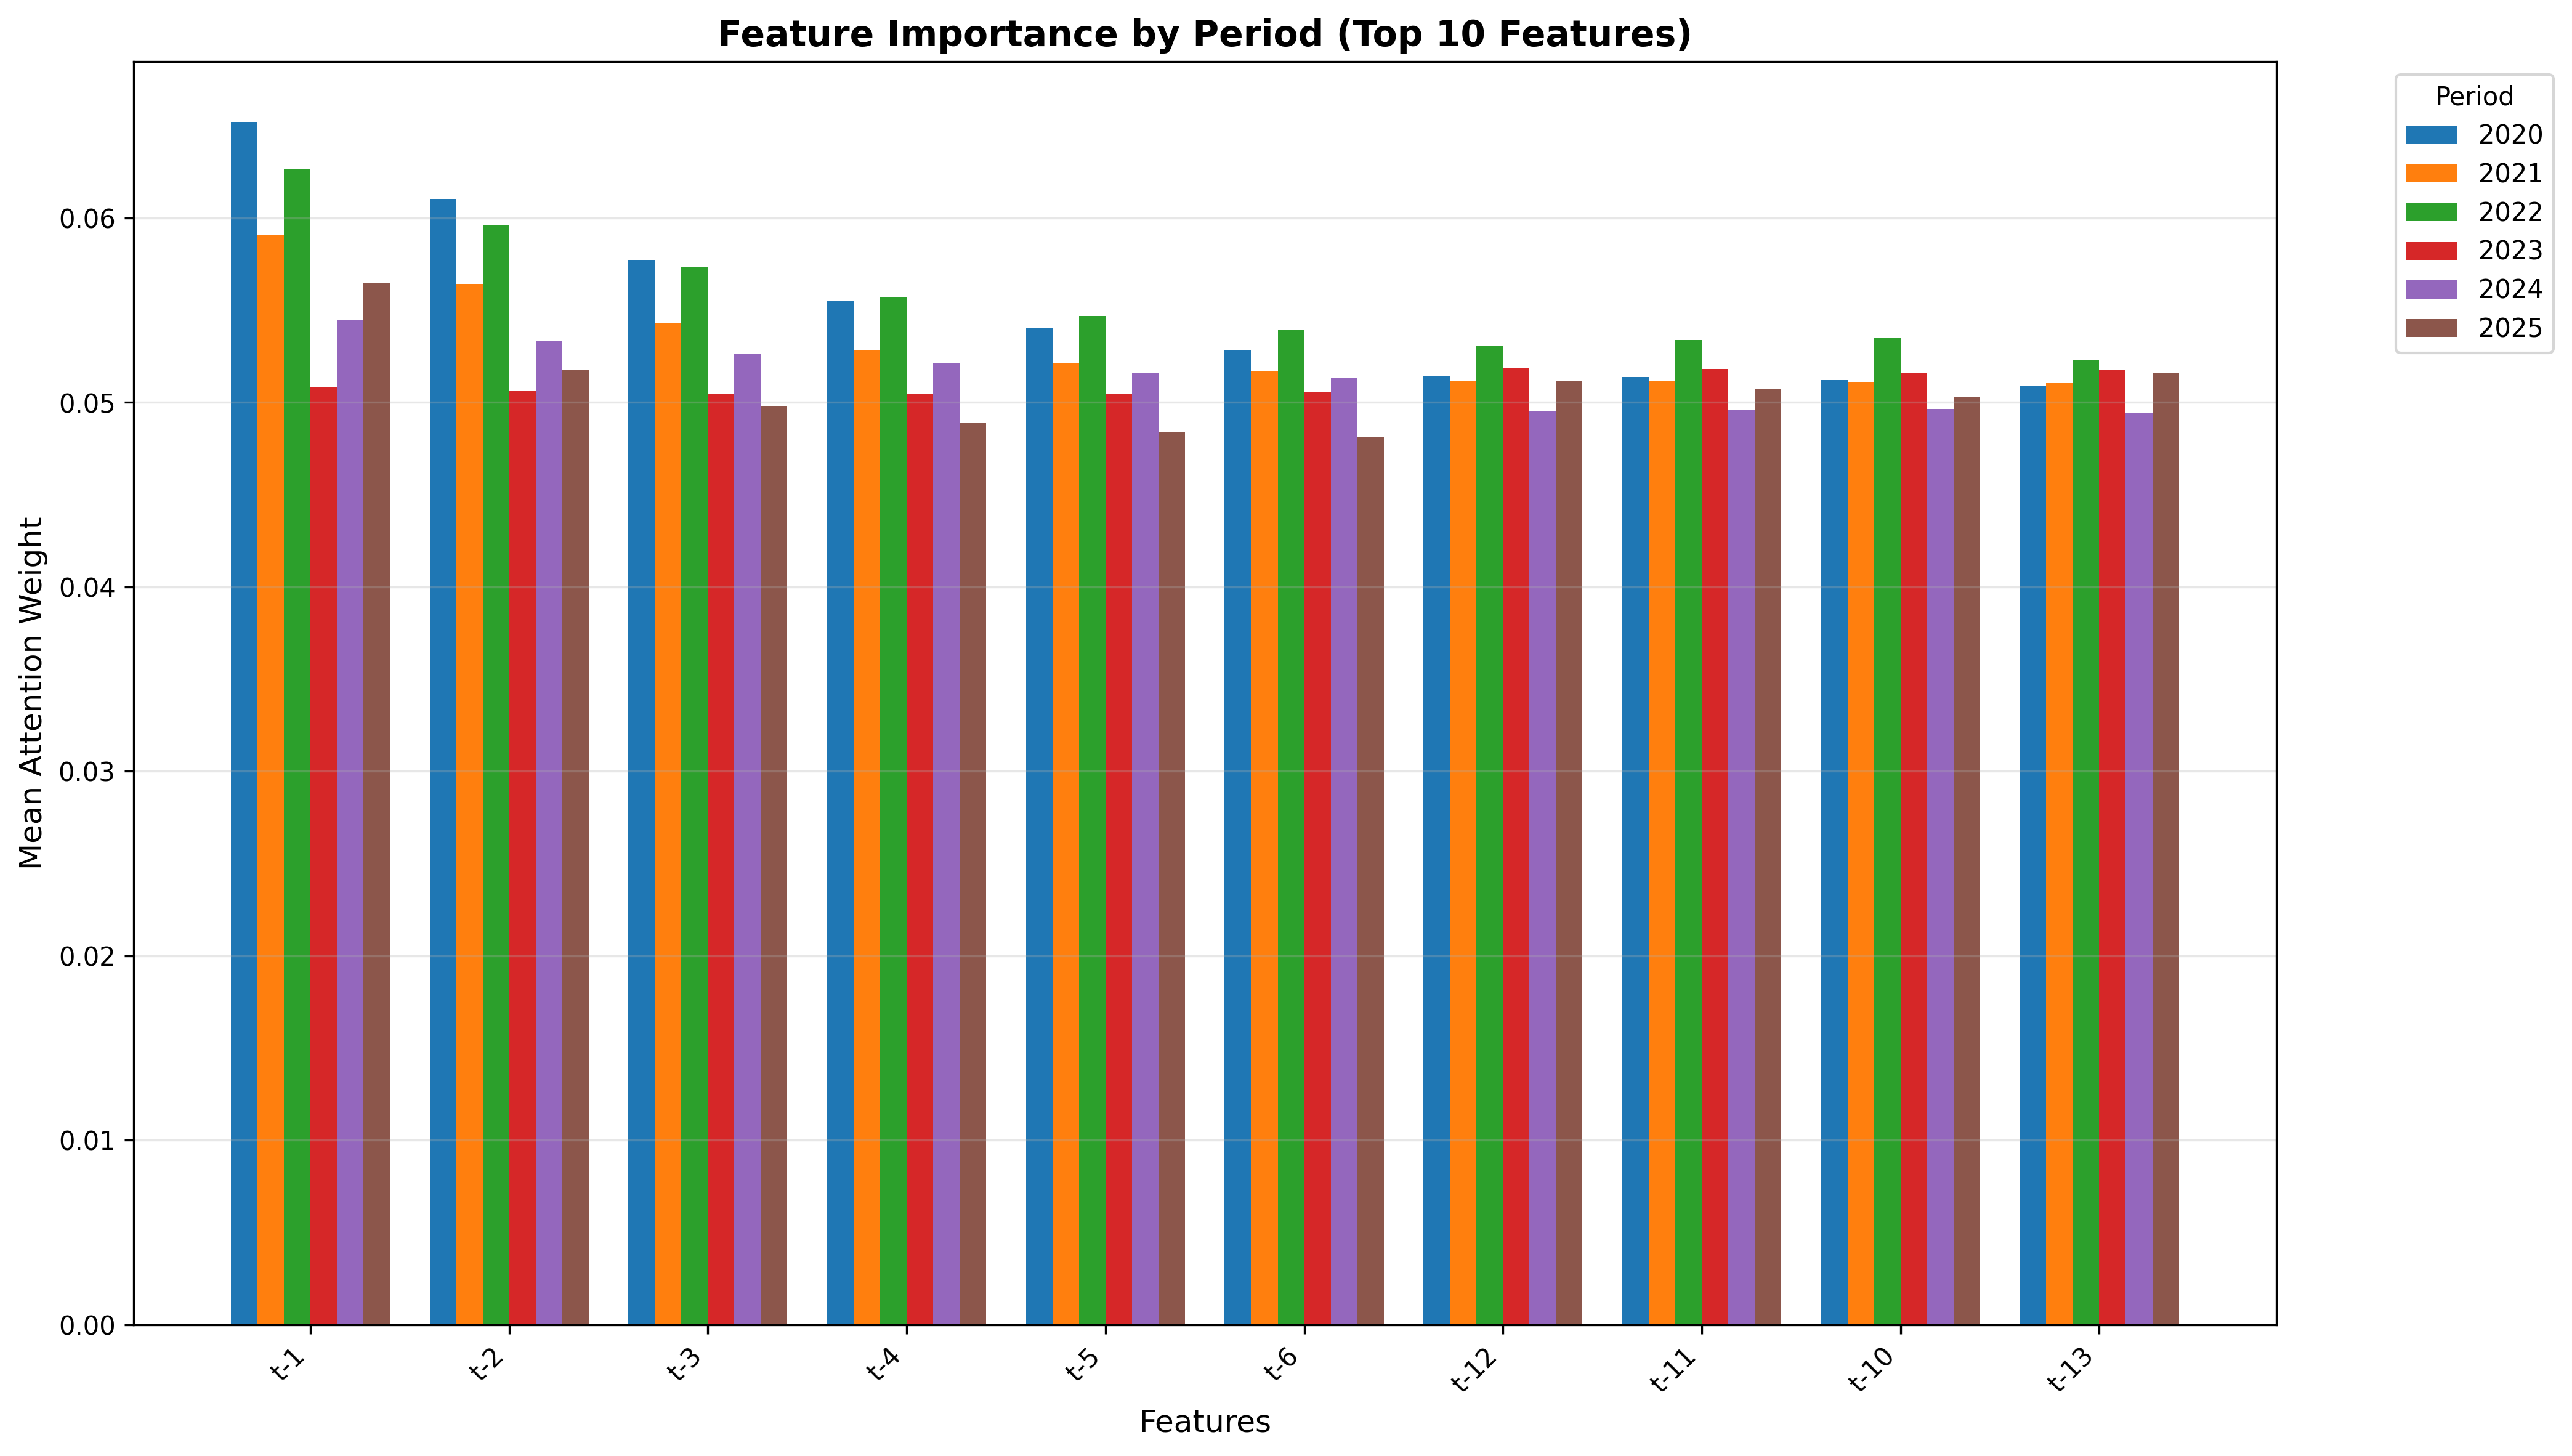 Feature Importance by Period (Top 10 Features)
Period
2020
2021
2022
2023
2024
2025
Mean Attention Weight
0.06
0.05
0.04
0.03
0.02
0.01
0.00
t-1
t-2
t-3
t-4
t-5
t-6
t-12
t-11
t-10
t-13
Features